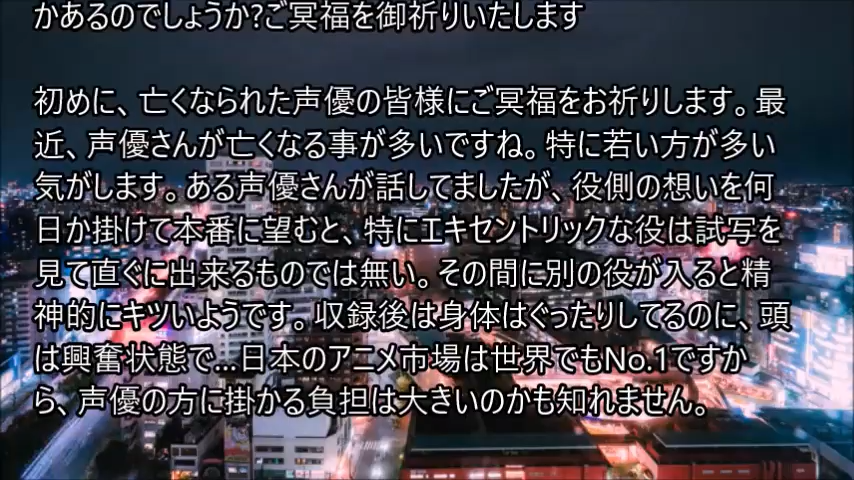 かあるのでしょうか?ご冥福を御祈りいたします
初めに、亡くなられた声優の皆様にご冥福をお祈りします。最
近、声優さんが亡くなる事が多いですね。特に若い方が多い
気がします。ある声優さんが話してましたが、役側の想いを何
日か掛けて本番に望むと、特にエキセントリックな役は試写を
見て直ぐに出来るものでは無い。その間に別の役が入ると精
神的にキツいようです。収録後は身体はぐったりしてるのに、頭
は興奮状態で...日本のアニメ市場は世界でもNo.1ですか
ら、声優の方に掛かる負担は大きいのかも知れません。